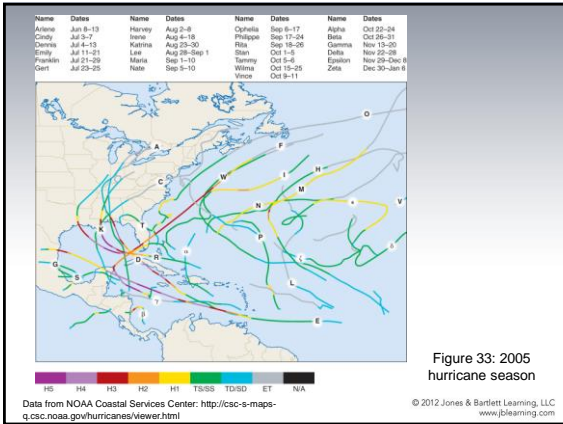 Name Dates Name Dates Name Dates Name Dates
Arlene Jun 8–13 Harvey Aug 2–8 Ophelia Sep 6–17 Alpha Oct 22–24
Cindy Jul 3–7 Irene Aug 4–18 Philippe Sep 17–24 Beta Oct 26–31
Dennis Jul 4–13 Katrina Aug 23–30 Rita Sep 18–26 Gamma Nov 13–20
Emily Jul 11–21 Lee Aug 28–Sep 1 Stan Oct 1–5 Delta Nov 22–28
Franklin Jul 21–29 Maria Sep 1–10 Tammy Oct 5–6 Epsilon Nov 29–Dec 8
Gert Jul 23–25 Nate Sep 5–10 Wilma Oct 15–25 Zeta Dec 30–Jan 6
Vince Oct 9–11
O
A
F
C
W
I
H
M
N
V
K
T
P
D
R
α
δ
G
S
ζ
L
γ
β
E
H5 H4 H3 H2 H1 TS/SS TD/SD ET N/A
Figure 33: 2005
hurricane season
Data from NOAA Coastal Services Center: http://csc-s-maps-
q.csc.noaa.gov/hurricanes/viewer.html
© 2012 Jones & Bartlett Learning, LLC
www.jblearning.com